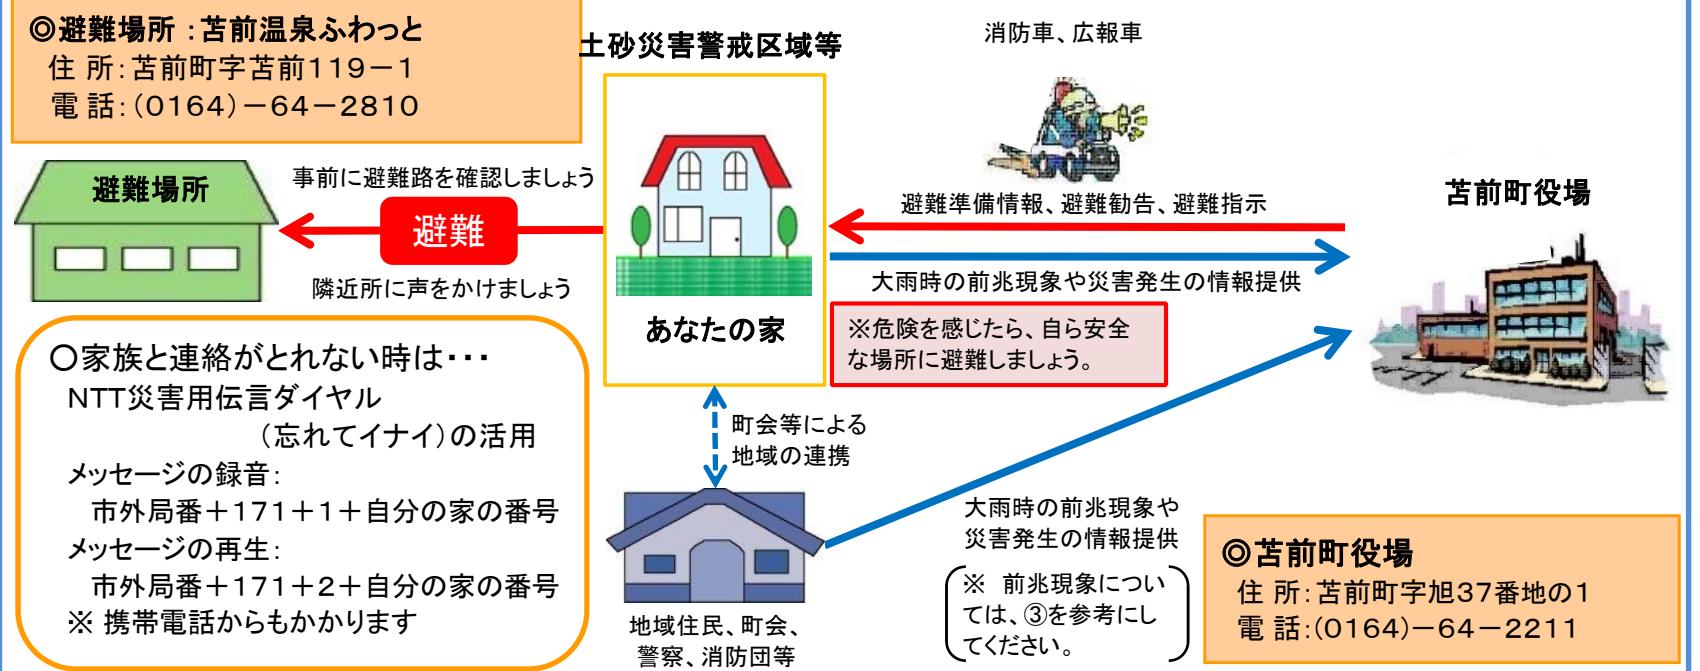 ◎避難場所：苫前温泉ふわっと
住 所：苫前町字苫前１１９－１
電 話：（０１６４）－６４－２８１０
土砂災害警戒区域等
消防車、広報車
避難場所
事前に避難路を確認しましょう
避難
隣近所に声をかけましょう
避難準備情報、避難勧告、避難指示
苫前町役場
大雨時の前兆現象や災害発生の情報提供
あなたの家
※危険を感じたら、自ら安全
な場所に避難しましょう。
〇家族と連絡がとれない時は・・・
NTT災害用伝言ダイヤル
（忘れてイナイ）の活用
メッセージの録音：
市外局番＋１７１＋１＋自分の家の番号
メッセージの再生：
市外局番＋１７１＋２＋自分の家の番号
※ 携帯電話からもかかります
町会等による
地域の連携
地域住民、町会、
警察、消防団等
大雨時の前兆現象や
災害発生の情報提供
※　前兆現象につい
ては、③を参考にし
てください。
◎苫前町役場
住 所：苫前町字旭３７番地の１
電 話：（０１６４）－６４－２２１１